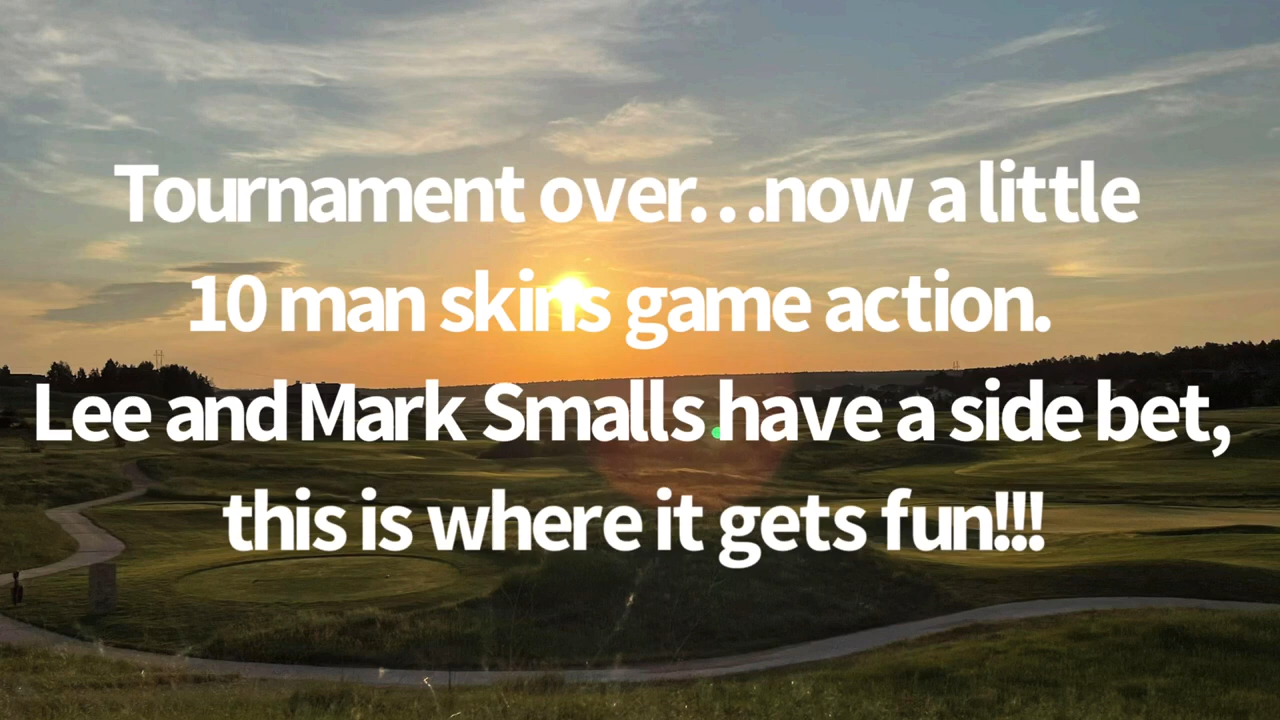 Tournament over…now a little
10 man skins game action.
Lee and Mark Smalls have a side bet,
this is where it gets fun!!!